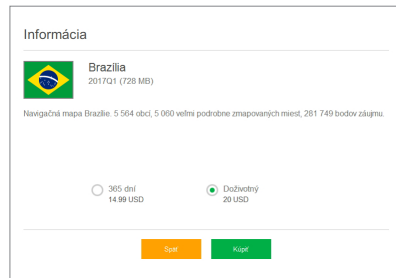 Informácia
Brazília
2017Q1 (728 MB)
Navigačná mapa Brazílie. 5 564 obcí, 5 060 veľmi podrobne zmapovaných miest, 281 749 bodov záujmu.
365 dní
14.99 USD
Doživotný
20 USD
Späť
Kúpiť